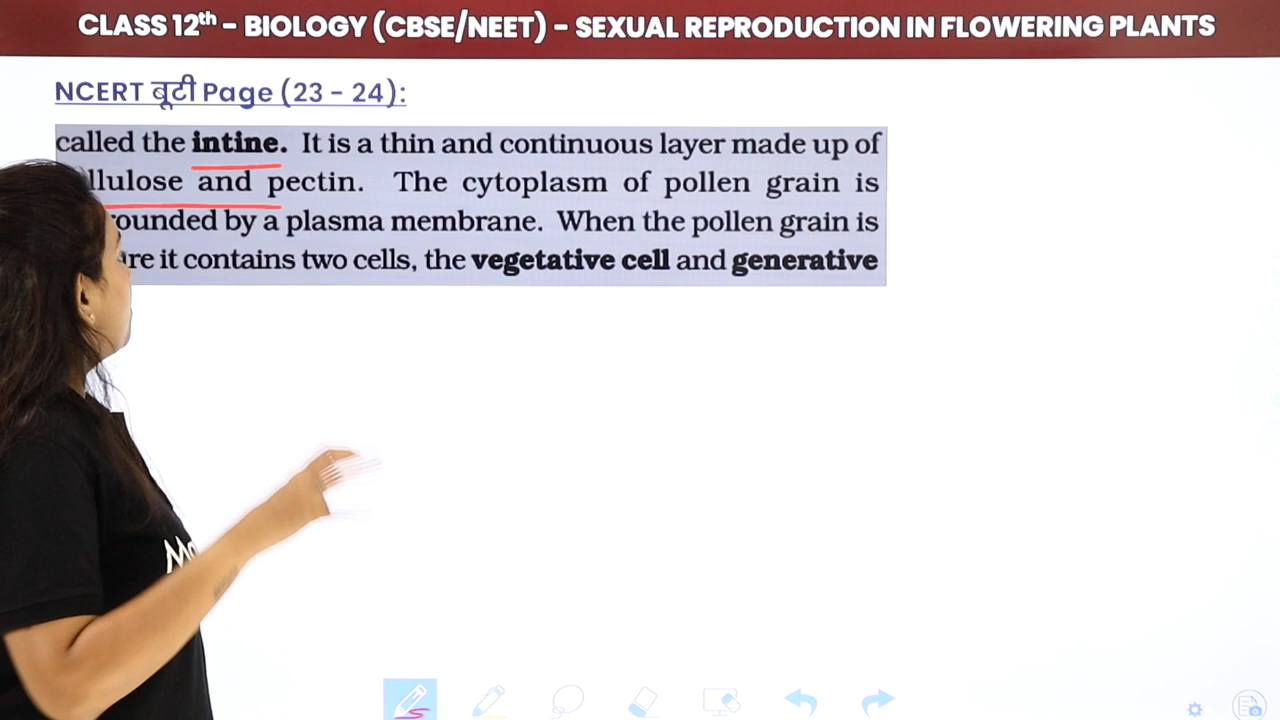 CLASS 12th – BIOLOGY (CBSE/NEET) – SEXUAL REPRODUCTION IN FLOWERING PLANTS
NCERT बूटी Page (23 - 24):
called the intine. It is a thin and continuous layer made up of
llulose and pectin. The cytoplasm of pollen grain is
ounded by a plasma membrane. When the pollen grain is
re it contains two cells, the vegetative cell and generative